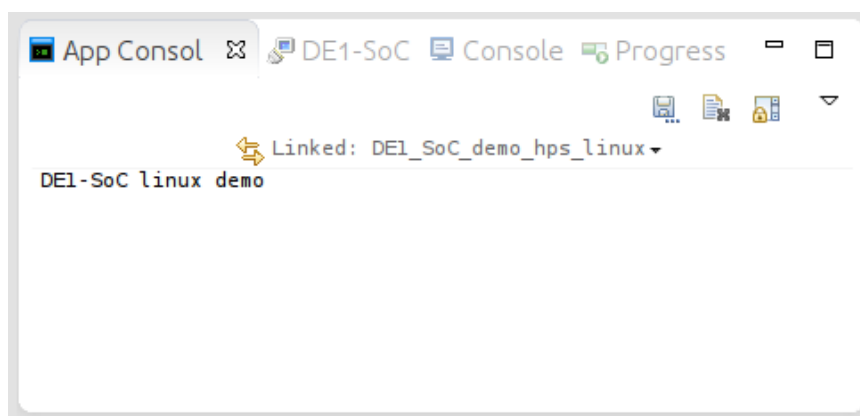 App Consol DE1-SoC Console Progress
Linked: DE1_SoC_demo_hps_linux
DE1-SoC linux demo